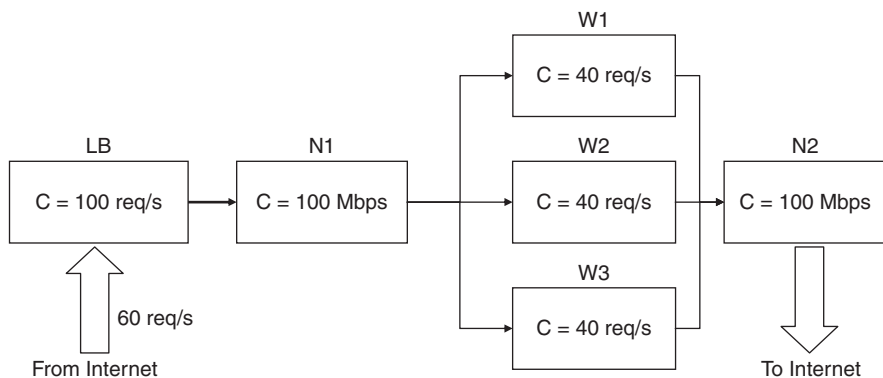 W1
C = 40 req/s
LB
N1
W2
N2
C = 100 req/s
C = 100 Mbps
C = 40 req/s
C = 100 Mbps
W3
60 req/s
C = 40 req/s
From Internet
To Internet